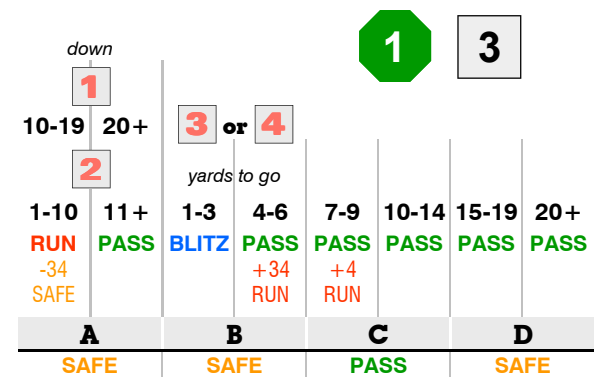 1 3
down
1
10-19 20+ 3 or 4
2 yards to go
1-10 11+ 1-3 4-6 7-9 10-14 15-19 20+
RUN PASS BLITZ PASS PASS PASS PASS PASS
-34 +34 +4
SAFE RUN RUN
A B C D
SAFE SAFE PASS SAFE